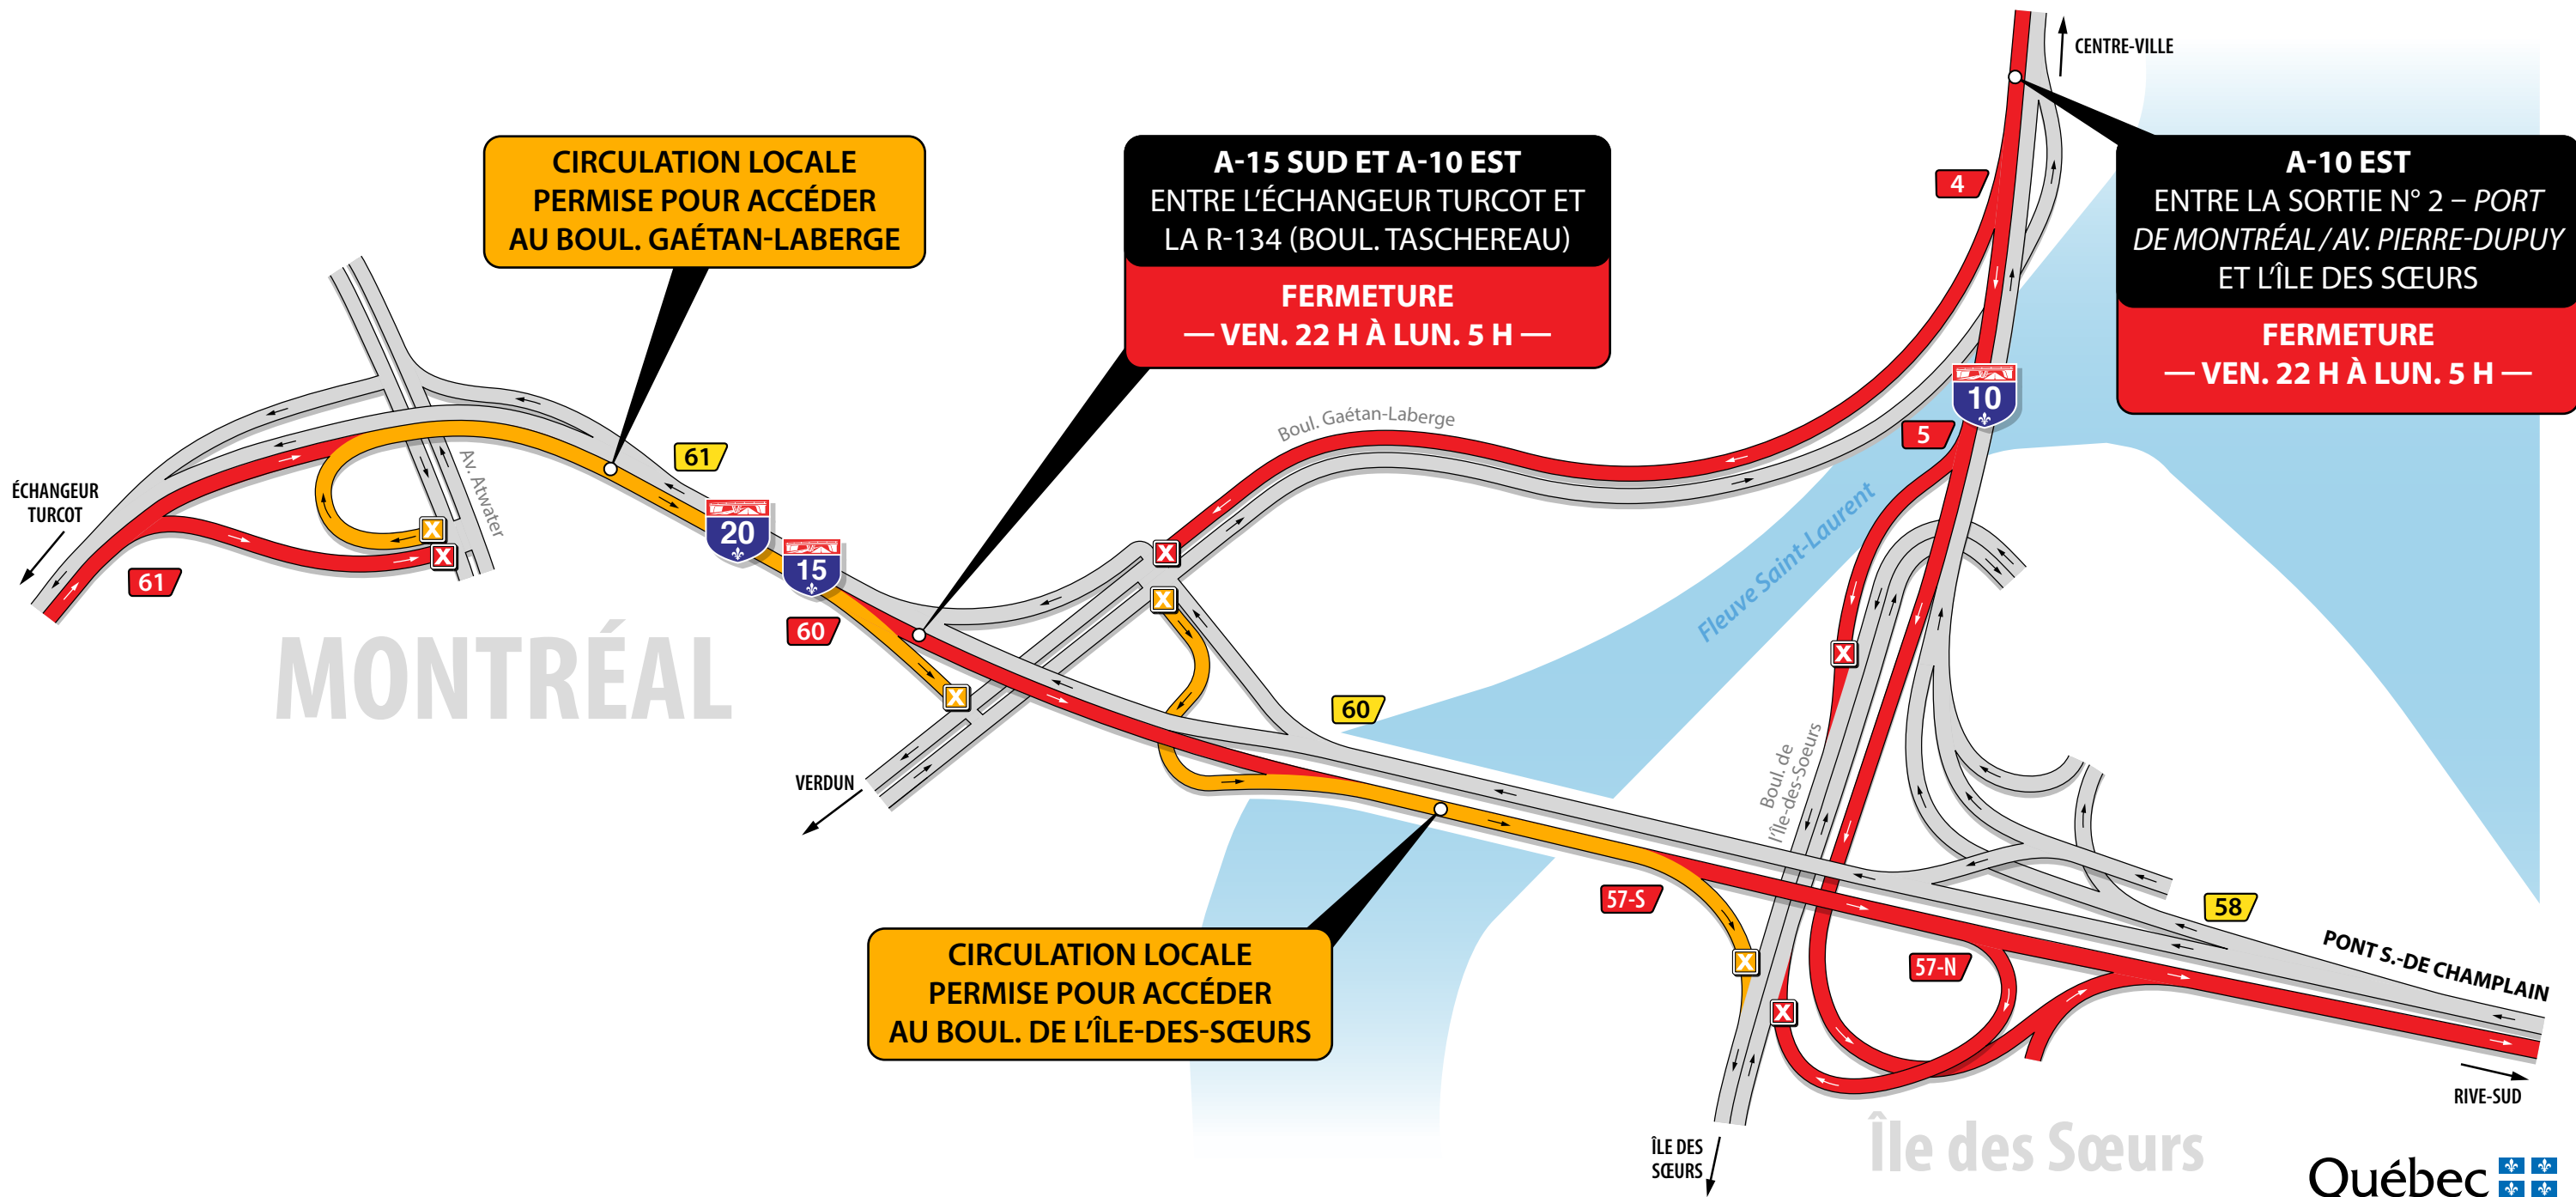 CENTRE-VILLE
CIRCULATION LOCALE
PERMISE POUR ACCÉDER
AU BOUL. GAÉTAN-LABERGE
A-15 SUD ET A-10 EST
ENTRE L'ÉCHANGEUR TURCOT ET
LA R-134 (BOUL. TASCHEREAU)
FERMETURE
— VEN. 22 H À LUN. 5 H —
A-10 EST
ENTRE LA SORTIE N° 2 – PORT
DE MONTRÉAL / AV. PIERRE-DUPUY
ET L'ÎLE DES SŒURS
FERMETURE
— VEN. 22 H À LUN. 5 H —
4
10
5
Boul. Gaétan-Laberge
61
Av. Atwater
ÉCHANGEUR
TURCOT
20
15
61
60
X
X
X
X
X
X
X
X
MONTRÉAL
Fleuve Saint-Laurent
60
VERDUN
Boul. de
l'Île-des-Soeurs
57-S
58
57-N
PONT S.-DE CHAMPLAIN
CIRCULATION LOCALE
PERMISE POUR ACCÉDER
AU BOUL. DE L'ÎLE-DES-SŒURS
RIVE-SUD
ÎLE DES
SŒURS
Île des Sœurs
Québec